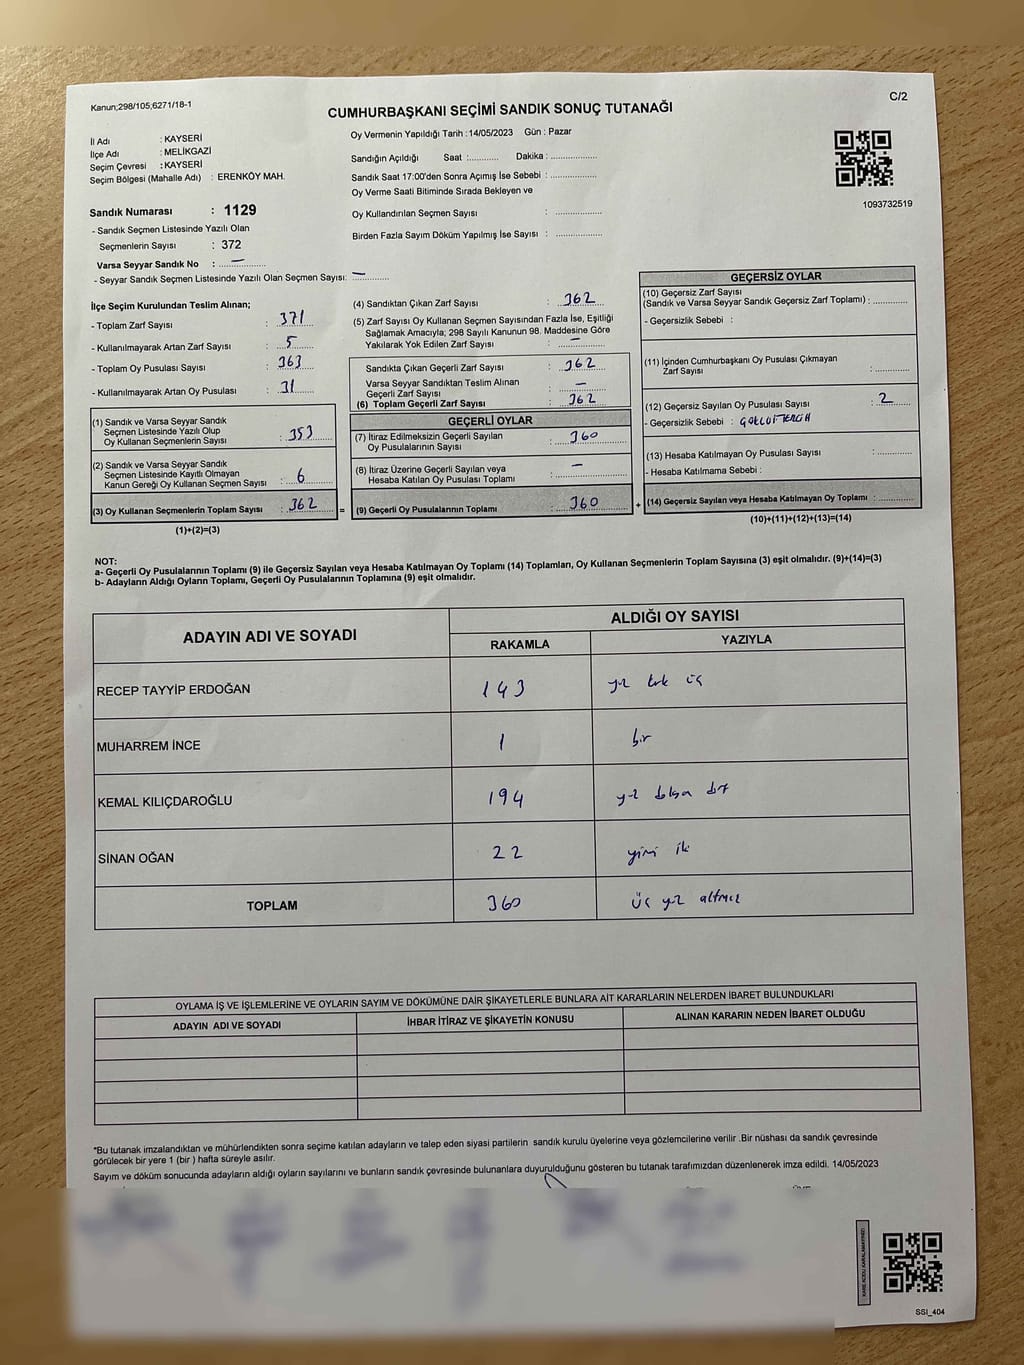 Kanun;298/105;6271/18-1
C/2
CUMHURBAŞKANI SEÇİMİ SANDIK SONUÇ TUTANAĞI
İl Adı : KAYSERİ
İlçe Adı : MELİKGAZİ
Seçim Çevresi : KAYSERİ
Seçim Bölgesi (Mahalle Adı) : ERENKÖY MAH.
Sandık Numarası : 1129
- Sandık Seçmen Listesinde Yazılı Olan
Seçmenlerin Sayısı : 372
Varsa Seyyar Sandık No : —
- Seyyar Sandık Seçmen Listesinde Yazılı Olan Seçmen Sayısı: —
Oy Vermenin Yapıldığı Tarih :14/05/2023 Gün : Pazar
Sandığın Açıldığı Saat :........... Dakika :................
Sandık Saat 17:00'den Sonra Açımış İse Sebebi :................
Oy Verme Saati Bitiminde Sırada Bekleyen ve
Oy Kullandırılan Seçmen Sayısı :................
Birden Fazla Sayım Döküm Yapılmış İse Sayısı :................
1093732519
İlçe Seçim Kurulundan Teslim Alınan;
- Toplam Zarf Sayısı : 371
- Kullanılmayarak Artan Zarf Sayısı : 5
- Toplam Oy Pusulası Sayısı : 363
- Kullanılmayarak Artan Oy Pusulası : 31
(1) Sandık ve Varsa Seyyar Sandık
Seçmen Listesinde Yazılı Olup
Oy Kullanan Seçmenlerin Sayısı : 353
(2) Sandık ve Varsa Seyyar Sandık
Seçmen Listesinde Kayıtlı Olmayan
Kanun Gereği Oy Kullanan Seçmen Sayısı : 6
(3) Oy Kullanan Seçmenlerin Toplam Sayısı : 362 =
(1)+(2)=(3)
(4) Sandıktan Çıkan Zarf Sayısı : 362
(5) Zarf Sayısı Oy Kullanan Seçmen Sayısından Fazla İse, Eşitliği
Sağlamak Amacıyla; 298 Sayılı Kanunun 98. Maddesine Göre
Yakılarak Yok Edilen Zarf Sayısı : —
Sandıkta Çıkan Geçerli Zarf Sayısı : 362
Varsa Seyyar Sandıktan Teslim Alınan
Geçerli Zarf Sayısı : —
(6) Toplam Geçerli Zarf Sayısı : 362
GEÇERLİ OYLAR
(7) İtiraz Edilmeksizin Geçerli Sayılan
Oy Pusulalarının Sayısı : 360
(8) İtiraz Üzerine Geçerli Sayılan veya
Hesaba Katılan Oy Pusulası Toplamı : —
(9) Geçerli Oy Pusulalarının Toplamı : 360 +
GEÇERSİZ OYLAR
(10) Geçersiz Zarf Sayısı
(Sandık ve Varsa Seyyar Sandık Geçersiz Zarf Toplamı) :............
- Geçersizlik Sebebi :
(11) İçinden Cumhurbaşkanı Oy Pusulası Çıkmayan
Zarf Sayısı :............
(12) Geçersiz Sayılan Oy Pusulası Sayısı : 2
- Geçersizlik Sebebi :
(13) Hesaba Katılmayan Oy Pusulası Sayısı :............
- Hesaba Katılmama Sebebi :
(14) Geçersiz Sayılan veya Hesaba Katılmayan Oy Toplamı :............
(10)+(11)+(12)+(13)=(14)
NOT:
a- Geçerli Oy Pusulalarının Toplamı (9) ile Geçersiz Sayılan veya Hesaba Katılmayan Oy Toplamı (14) Toplamları, Oy Kullanan Seçmenlerin Toplam Sayısına (3) eşit olmalıdır. (9)+(14)=(3)
b- Adayların Aldığı Oyların Toplamı, Geçerli Oy Pusulalarının Toplamına (9) eşit olmalıdır.
ADAYIN ADI VE SOYADI
ALDIĞI OY SAYISI
RAKAMLA YAZIYLA
RECEP TAYYİP ERDOĞAN 143 yüz kırk üç
MUHARREM İNCE 1 bir
KEMAL KILIÇDAROĞLU 194 yüz doksan dört
SİNAN OĞAN 22 yirmi iki
TOPLAM 360 üç yüz altmış
OYLAMA İŞ VE İŞLEMLERİNE VE OYLARIN SAYIM VE DÖKÜMÜNE DAİR ŞİKAYETLERLE BUNLARA AİT KARARLARIN NELERDEN İBARET BULUNDUKLARI
ADAYIN ADI VE SOYADI İHBAR İTİRAZ VE ŞİKAYETİN KONUSU ALINAN KARARIN NEDEN İBARET OLDUĞU
*Bu tutanak imzalandıktan ve mühürlendikten sonra seçime katılan adayların ve talep eden siyasi partilerin sandık kurulu üyelerine veya gözlemcilerine verilir .Bir nüshası da sandık çevresinde
görülecek bir yere 1 (bir ) hafta süreyle asılır.
Sayım ve döküm sonucunda adayların aldığı oyların sayılarını ve bunların sandık çevresinde bulunanlara duyurulduğunu gösteren bu tutanak tarafımızdan düzenlenerek imza edildi. 14/05/2023
KARE KODU KARALAMAYINIZ!
SSI_404